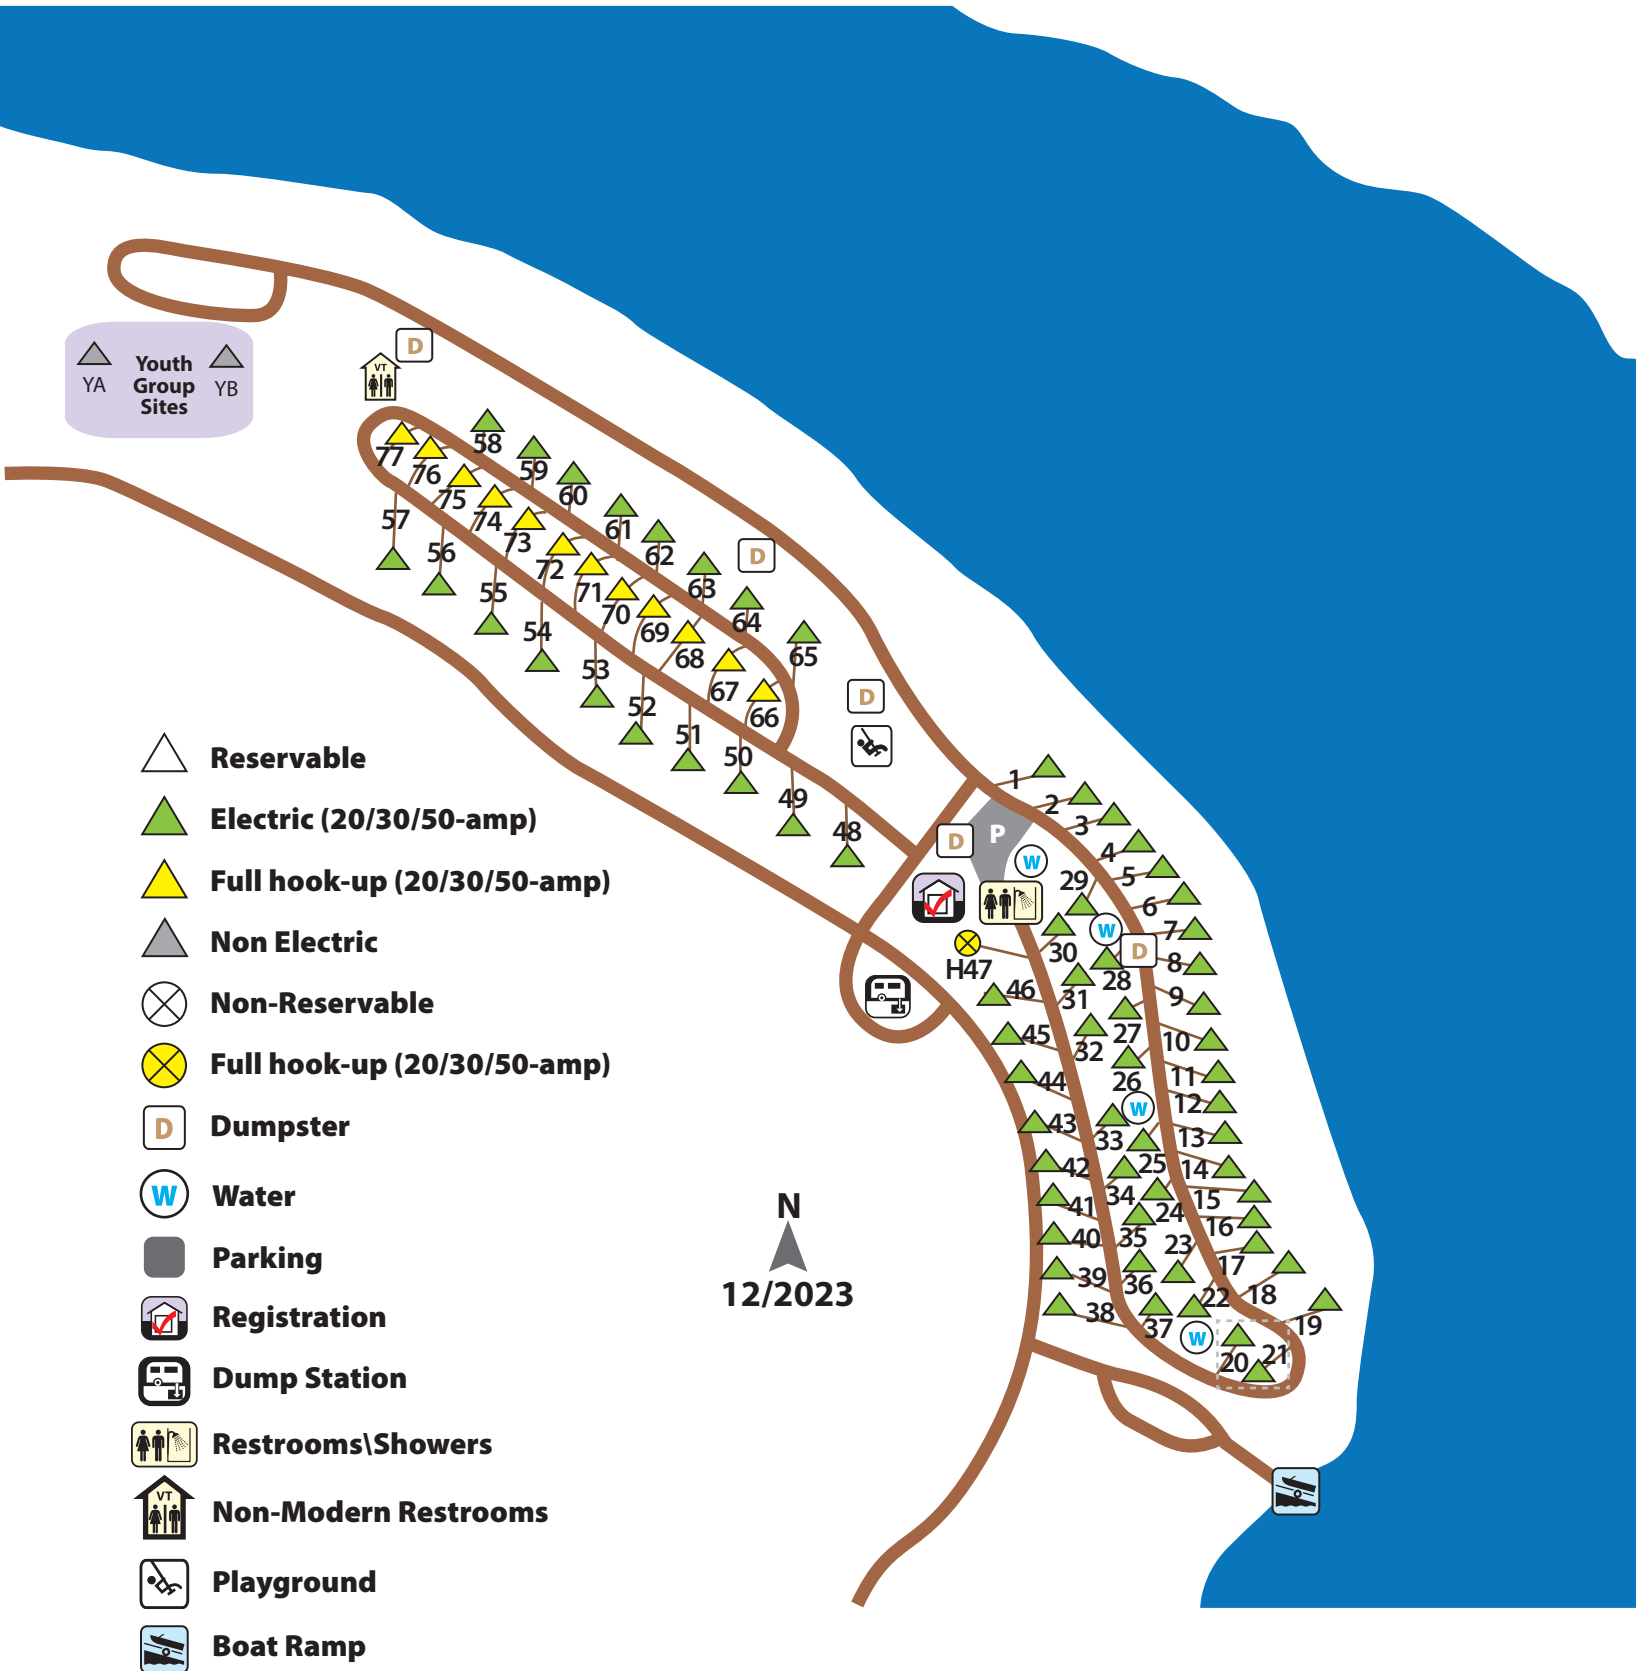 D
VT
YA
Youth
Group
Sites
YB
77
76
75
74
73
72
71
70
69
68
67
66
58
59
60
61
62
63
64
65
D
57
56
55
54
53
52
51
50
49
48
D
D
P
W
H47
1
2
3
4
5
6
7
8
9
10
11
12
13
14
15
16
17
18
19
20
21
22
23
24
25
26
27
28
29
30
31
32
33
34
35
36
37
38
39
40
41
42
43
44
45
46
W
D
W
W
Reservable
Electric (20/30/50-amp)
Full hook-up (20/30/50-amp)
Non Electric
Non-Reservable
Full hook-up (20/30/50-amp)
D Dumpster
W Water
Parking
Registration
Dump Station
Restrooms\Showers
VT
Non-Modern Restrooms
Playground
Boat Ramp
N
12/2023